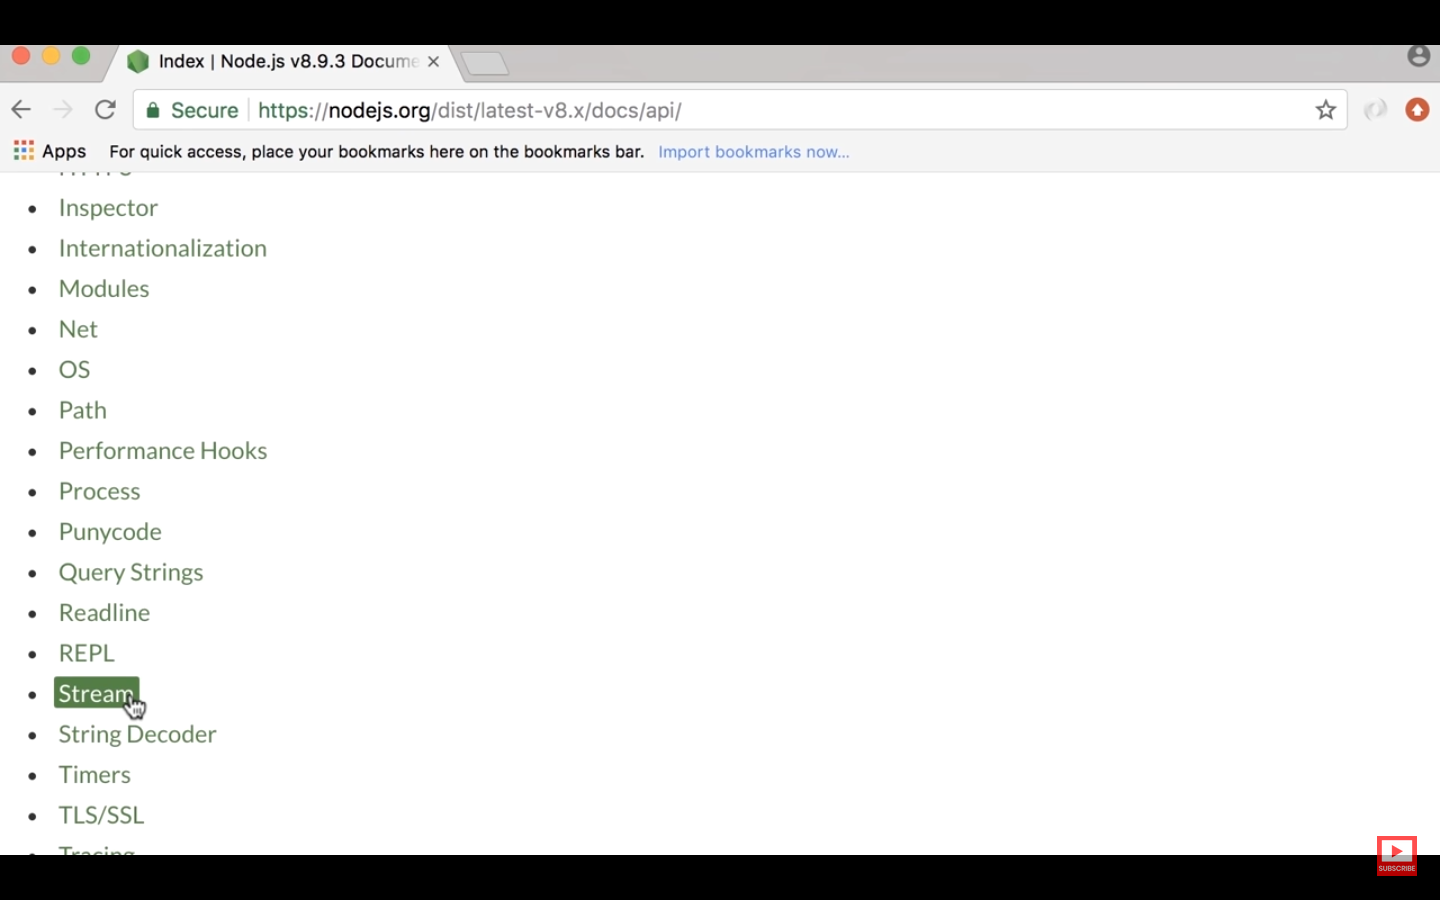 Index | Node.js v8.9.3 Docume
Secure https://nodejs.org/dist/latest-v8.x/docs/api/
Apps For quick access, place your bookmarks here on the bookmarks bar. Import bookmarks now...
Inspector
Internationalization
Modules
Net
OS
Path
Performance Hooks
Process
Punycode
Query Strings
Readline
REPL
Stream
String Decoder
Timers
TLS/SSL
Tracing
SUBSCRIBE